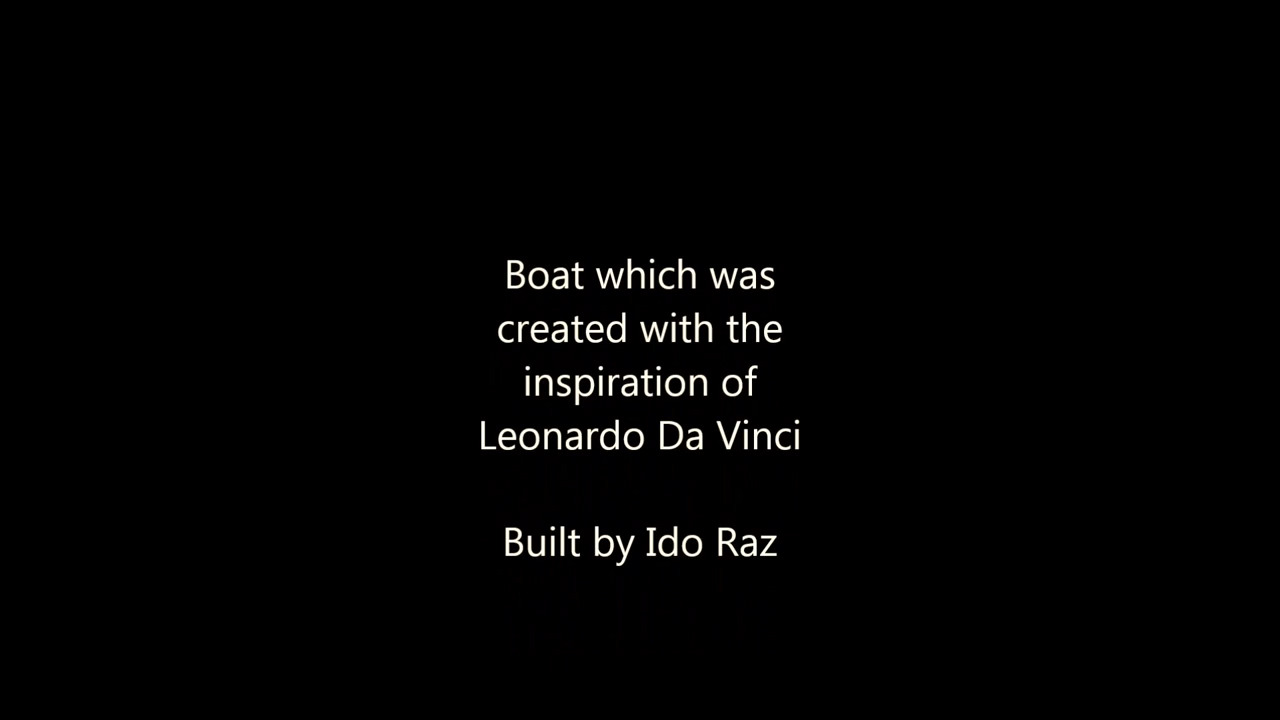 Boat which was
created with the
inspiration of
Leonardo Da Vinci
Built by Ido Raz